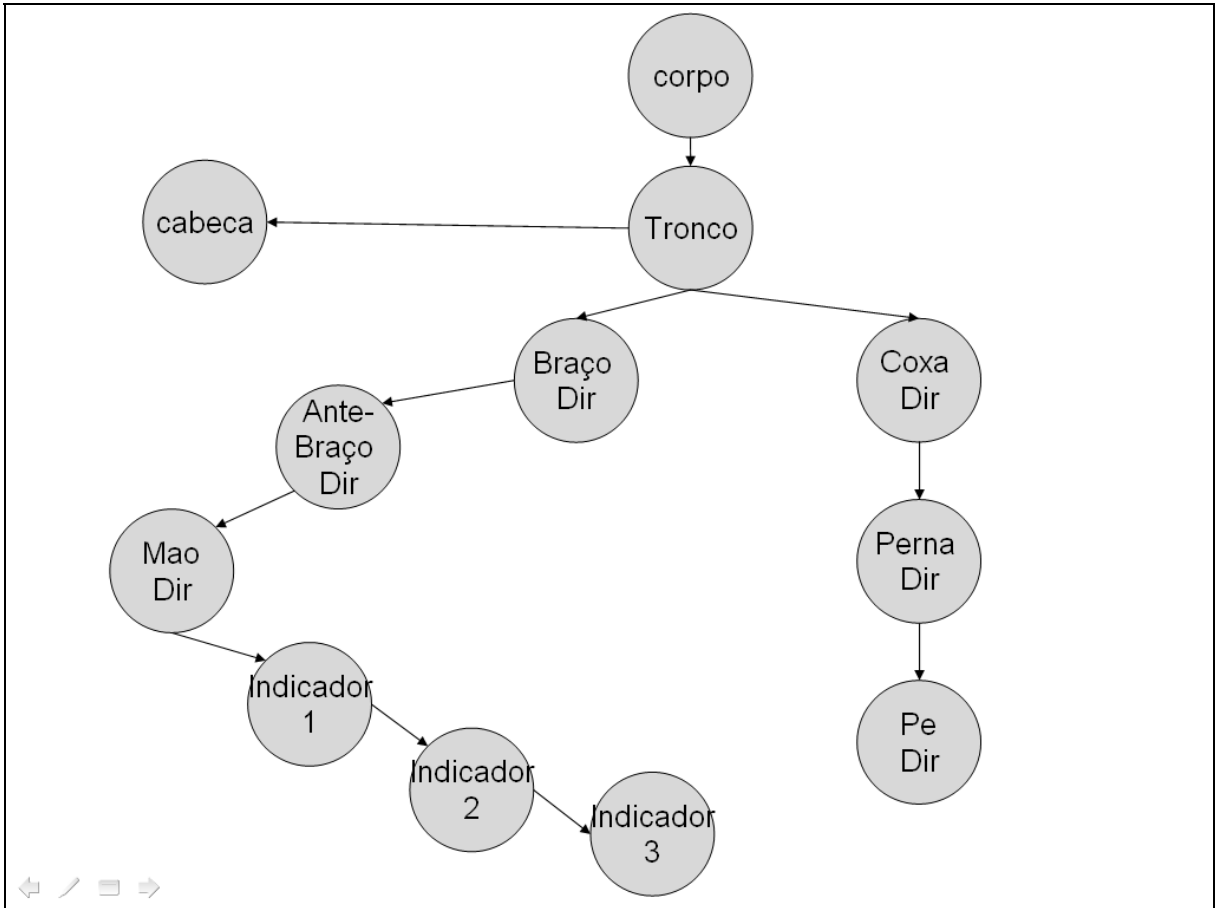 corpo
cabeca
Tronco
Braço
Dir
Coxa
Dir
Ante-
Braço
Dir
Mao
Dir
Perna
Dir
Indicador
1
Indicador
2
Indicador
3
Pe
Dir